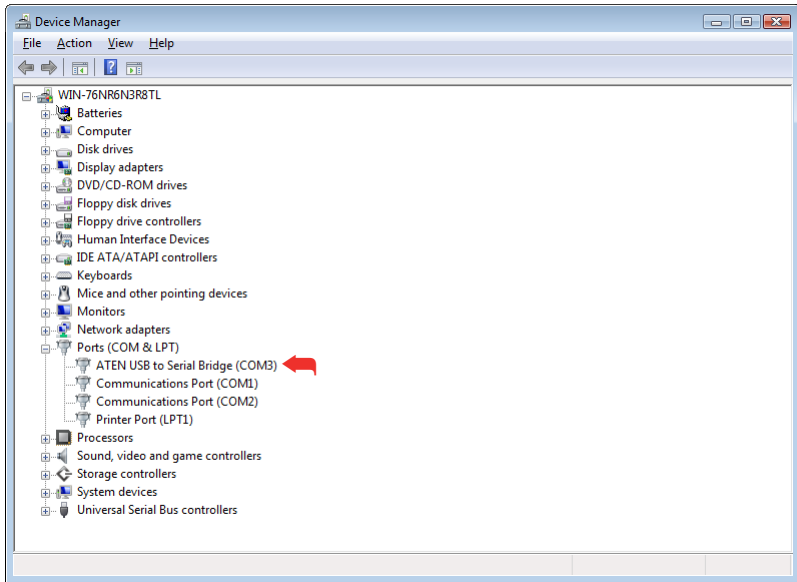 Device Manager
File Action View Help
WIN-76NR6N3R8TL
Batteries
Computer
Disk drives
Display adapters
DVD/CD-ROM drives
Floppy disk drives
Floppy drive controllers
Human Interface Devices
IDE ATA/ATAPI controllers
Keyboards
Mice and other pointing devices
Monitors
Network adapters
Ports (COM & LPT)
ATEN USB to Serial Bridge (COM3)
Communications Port (COM1)
Communications Port (COM2)
Printer Port (LPT1)
Processors
Sound, video and game controllers
Storage controllers
System devices
Universal Serial Bus controllers